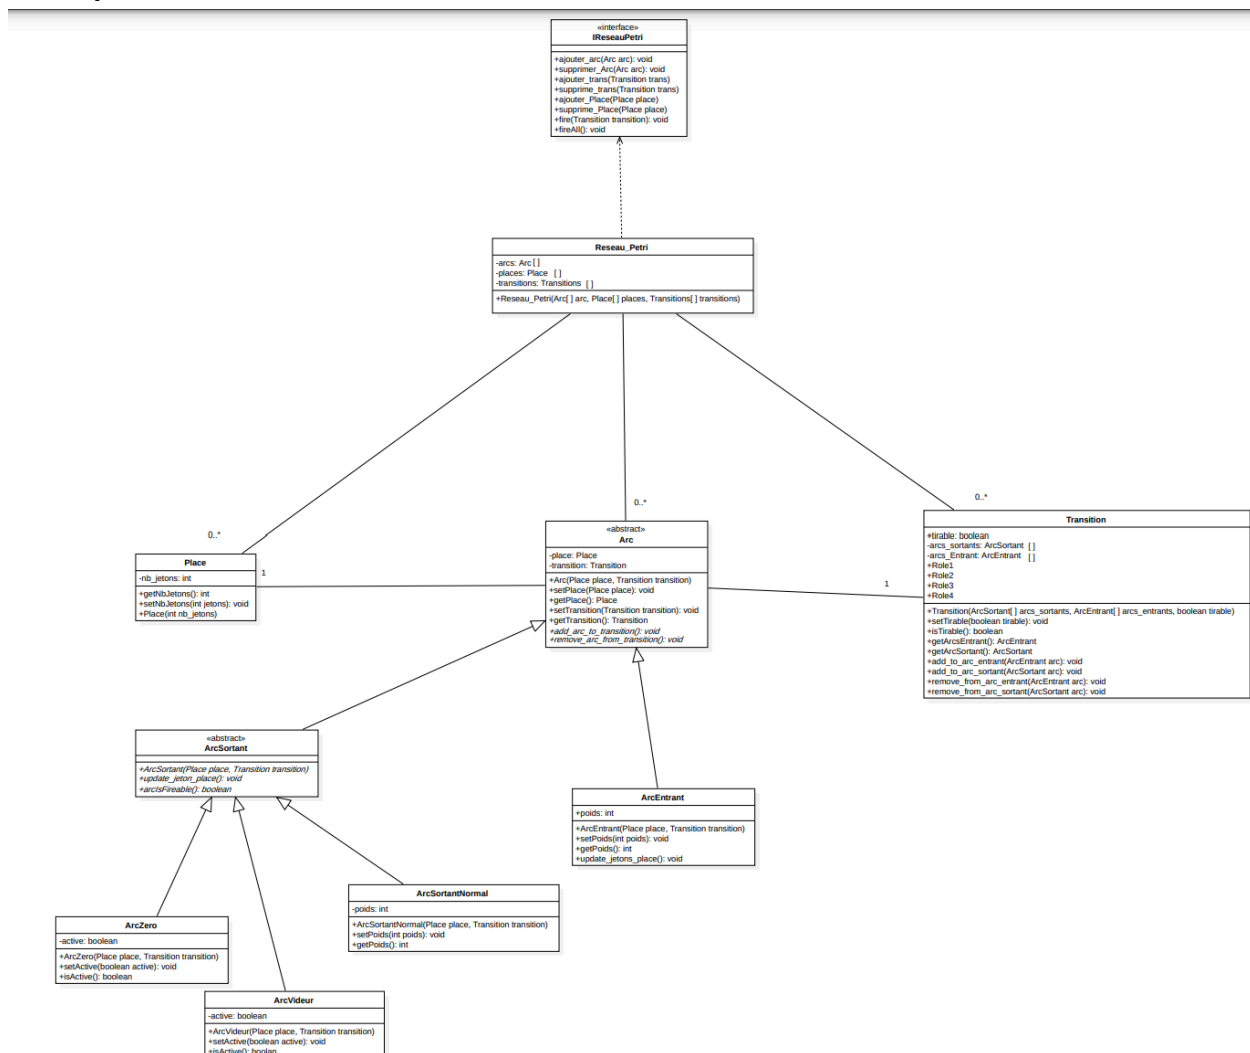 «interface»
IReseauPetri
+ajouter_arc(Arc arc): void
+supprimer_Arc(Arc arc): void
+ajouter_trans(Transition trans)
+supprime_trans(Transition trans)
+ajouter_Place(Place place)
+supprime_Place(Place place)
+fire(Transition transition): void
+fireAll(): void
Reseau_Petri
-arcs: Arc [ ]
-places: Place [ ]
-transitions: Transitions [ ]
+Reseau_Petri(Arc[ ] arc, Place[ ] places, Transitions[ ] transitions)
0..*
0..*
0..*
Place
-nb_jetons: int
+getNbJetons(): int
+setNbJetons(int jetons): void
+Place(int nb_jetons)
1
«abstract»
Arc
-place: Place
-transition: Transition
+Arc(Place place, Transition transition)
+setPlace(Place place): void
+getPlace(): Place
+setTransition(Transition transition): void
+getTransition(): Transition
+add_arc_to_transition(): void
+remove_arc_from_transition(): void
1
Transition
+tirable: boolean
-arcs_sortants: ArcSortant [ ]
-arcs_Entrant: ArcEntrant [ ]
+Role1
+Role2
+Role3
+Role4
+Transition(ArcSortant[ ] arcs_sortants, ArcEntrant[ ] arcs_entrants, boolean tirable)
+setTirable(boolean tirable): void
+isTirable(): boolean
+getArcsEntrant(): ArcEntrant
+getArcSortant(): ArcSortant
+add_to_arc_entrant(ArcEntrant arc): void
+add_to_arc_sortant(ArcSortant arc): void
+remove_from_arc_entrant(ArcEntrant arc): void
+remove_from_arc_sortant(ArcSortant arc): void
«abstract»
ArcSortant
+ArcSortant(Place place, Transition transition)
+update_jeton_place(): void
+arcIsFireable(): boolean
ArcEntrant
+poids: int
+ArcEntrant(Place place, Transition transition)
+setPoids(int poids): void
+getPoids(): int
+update_jetons_place(): void
ArcSortantNormal
-poids: int
+ArcSortantNormal(Place place, Transition transition)
+setPoids(int poids): void
+getPoids(): int
ArcZero
-active: boolean
+ArcZero(Place place, Transition transition)
+setActive(boolean active): void
+isActive(): boolean
ArcVideur
-active: boolean
+ArcVideur(Place place, Transition transition)
+setActive(boolean active): void
+isActive(): boolan